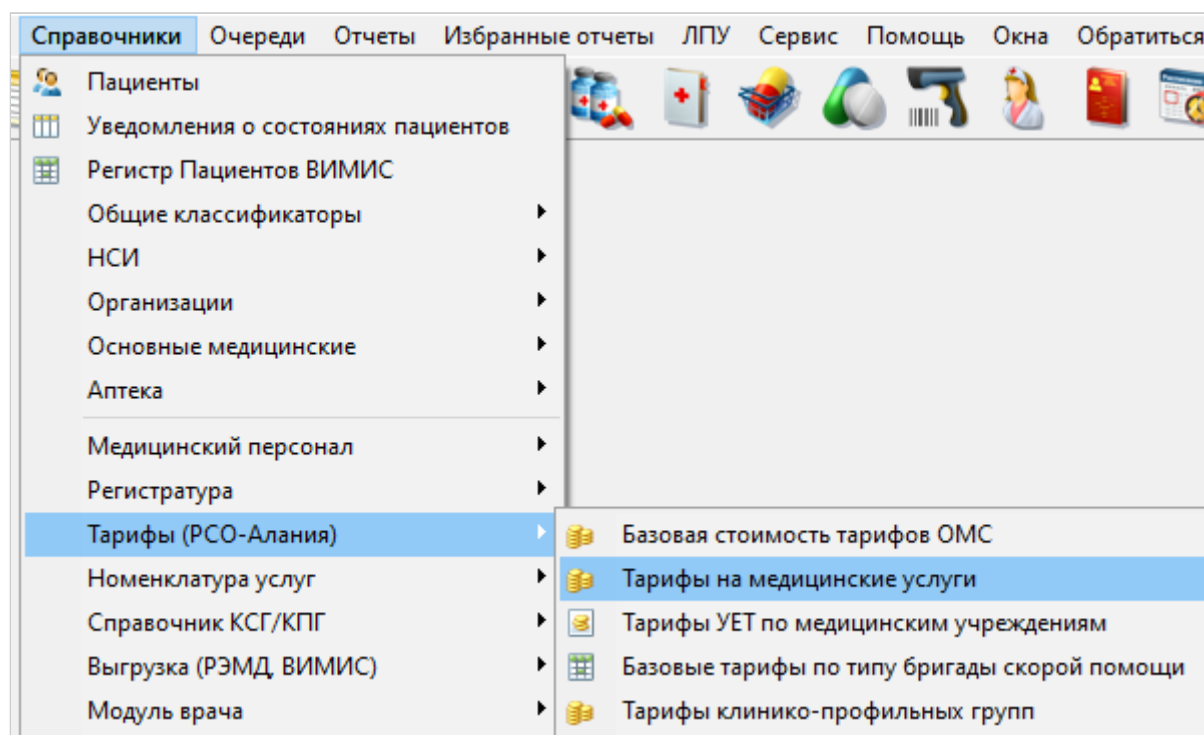 Справочники Очереди Отчеты Избранные отчеты ЛПУ Сервис Помощь Окна Обратиться
Пациенты
Уведомления о состояниях пациентов
Регистр Пациентов ВИМИС
Общие классификаторы
НСИ
Организации
Основные медицинские
Аптека
Медицинский персонал
Регистратура
Тарифы (РСО-Алания)
Номенклатура услуг
Справочник КСГ/КПГ
Выгрузка (РЭМД, ВИМИС)
Модуль врача
Базовая стоимость тарифов ОМС
Тарифы на медицинские услуги
Тарифы УЕТ по медицинским учреждениям
Базовые тарифы по типу бригады скорой помощи
Тарифы клинико-профильных групп